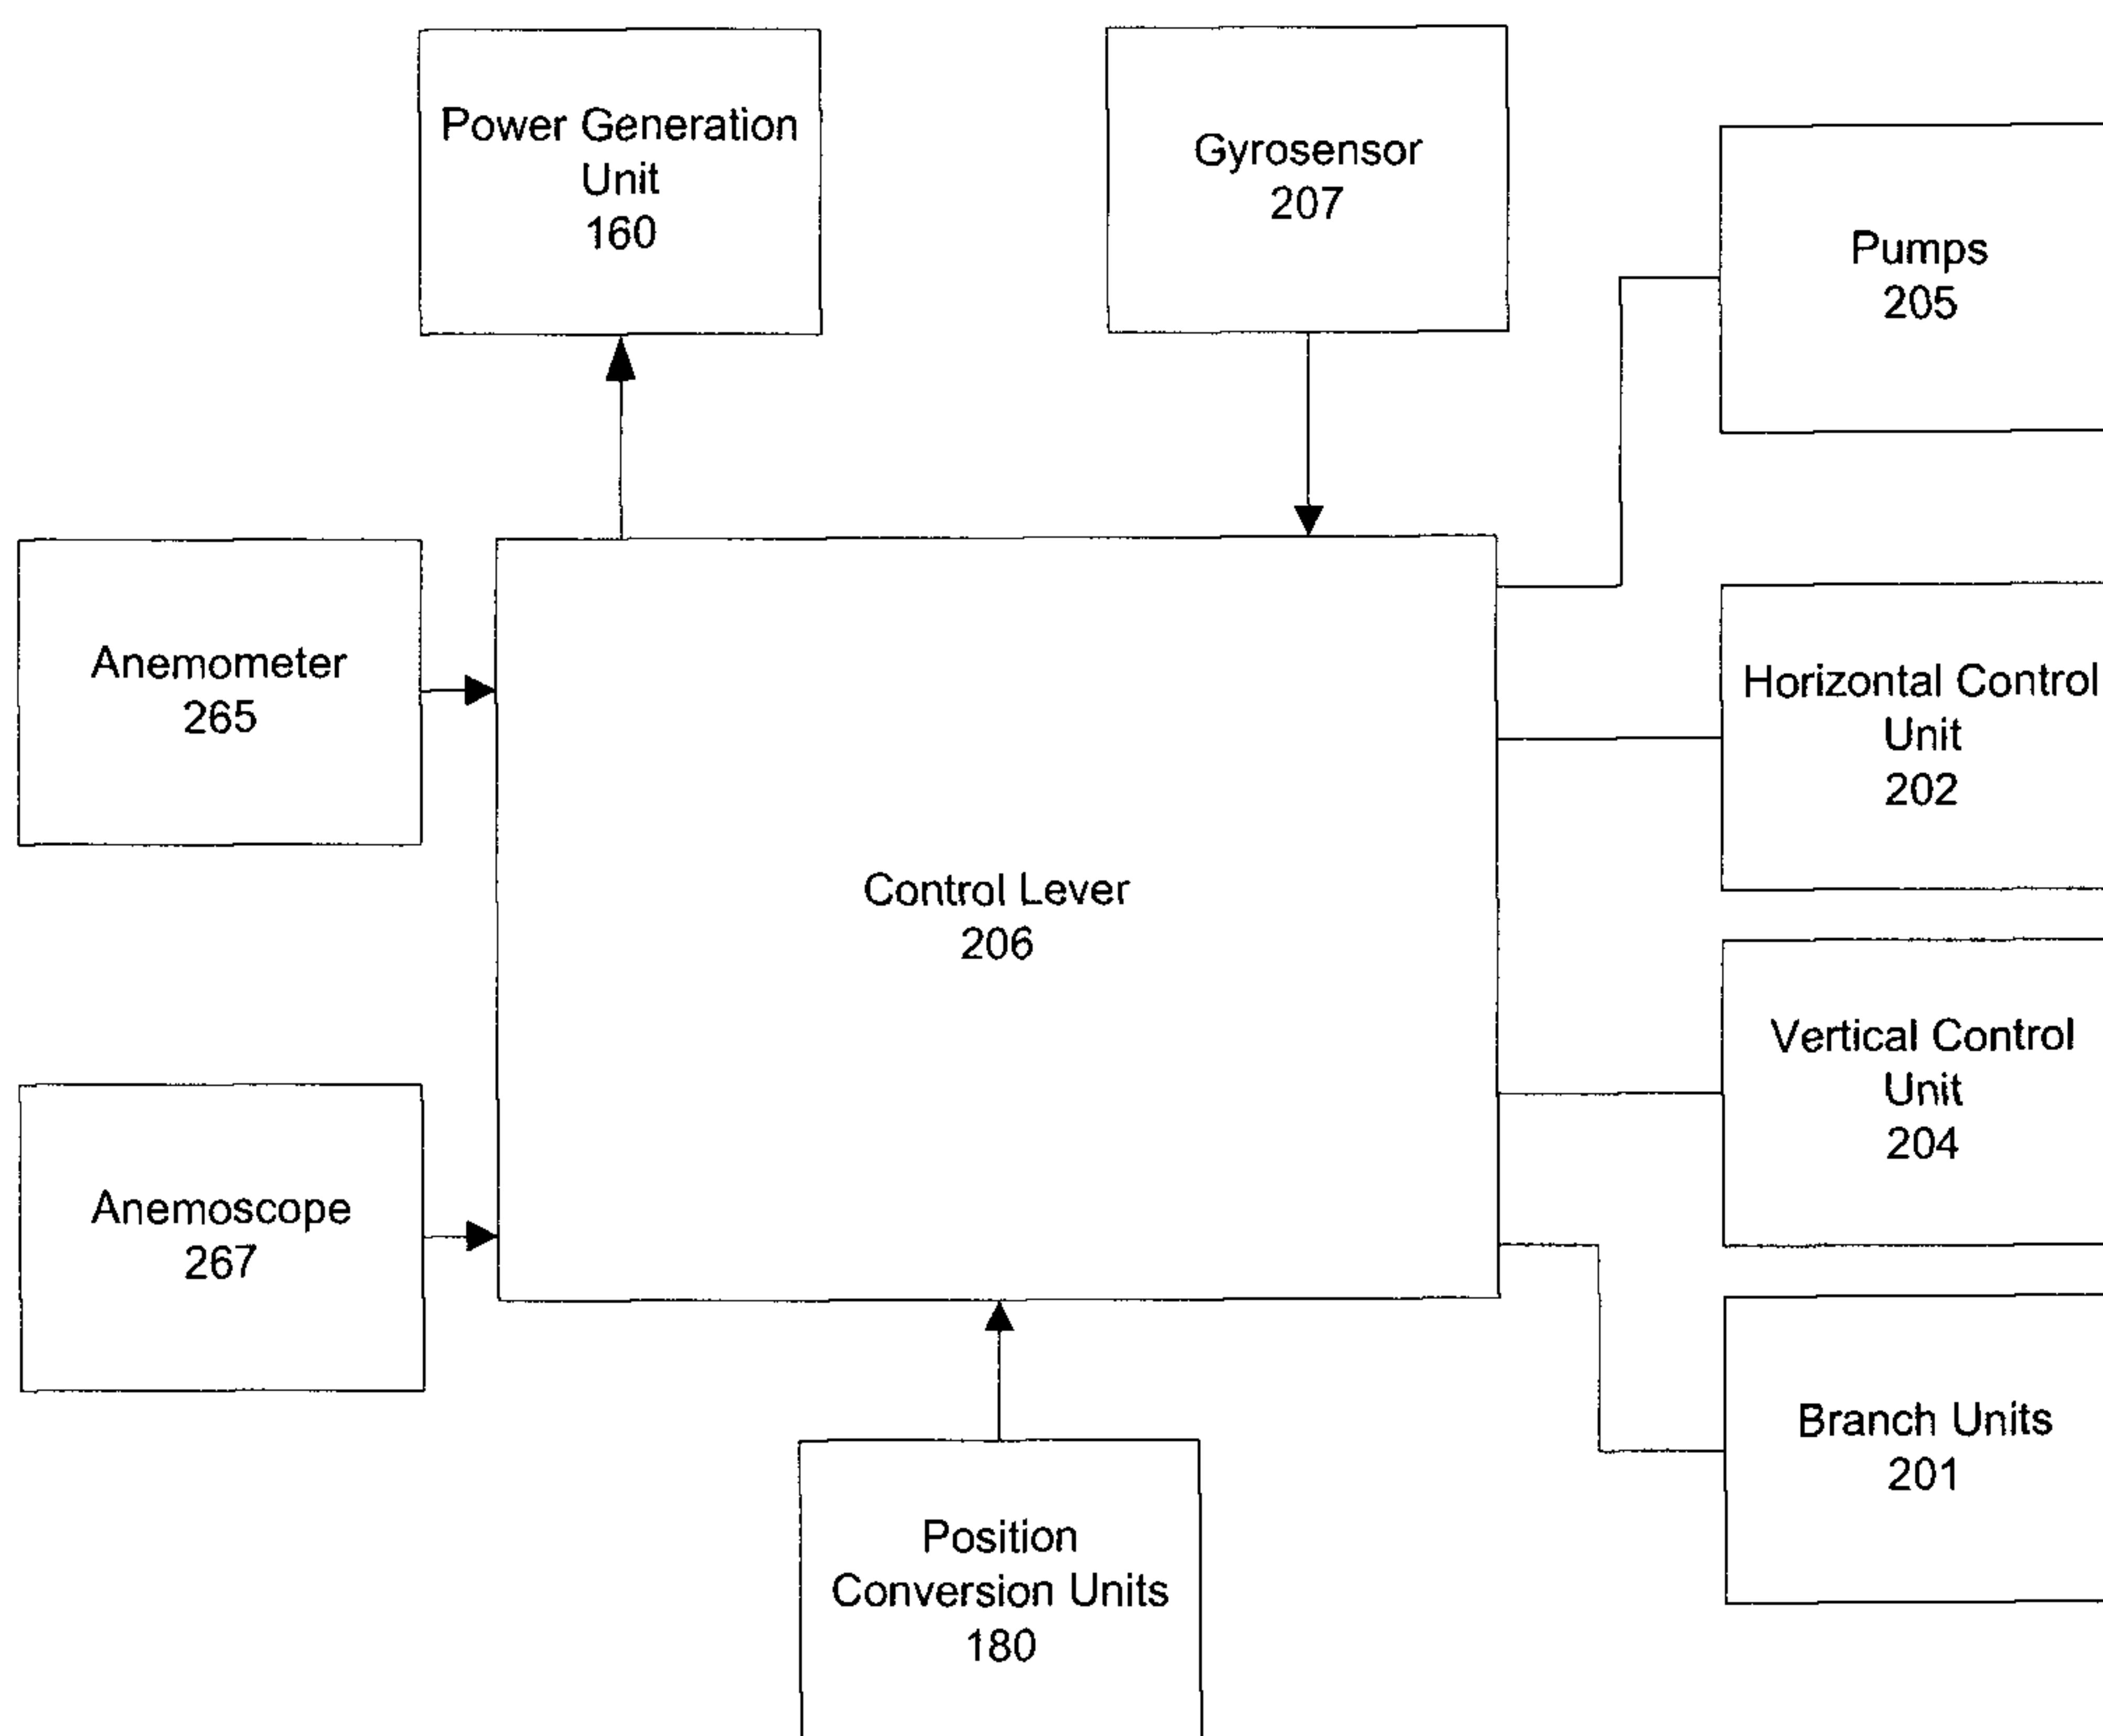 Power Generation
Unit
160
Gyrosensor
207
Pumps
205
Anemometer
265
Horizontal Control
Unit
202
Control Lever
206
Vertical Control
Unit
204
Anemoscope
267
Branch Units
201
Position
Conversion Units
180